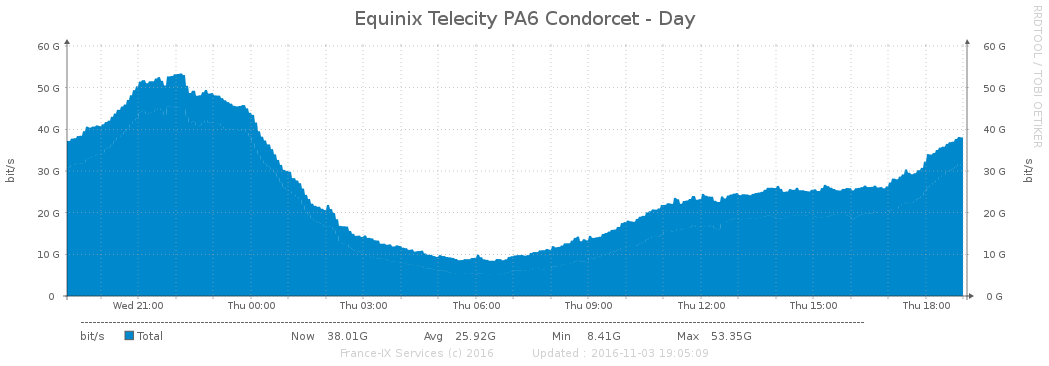 Equinix Telecity PA6 Condorcet - Day
RRDTOOL / TOBI OETIKER
60 G 60 G
50 G 50 G
40 G 40 G
30 G 30 G
20 G 20 G
10 G 10 G
0 0 G
bit/s bit/s
Wed 21:00 Thu 00:00 Thu 03:00 Thu 06:00 Thu 09:00 Thu 12:00 Thu 15:00 Thu 18:00
bit/s Total Now 38.01G Avg 25.92G Min 8.41G Max 53.35G
France-IX Services (c) 2016 Updated : 2016-11-03 19:05:09